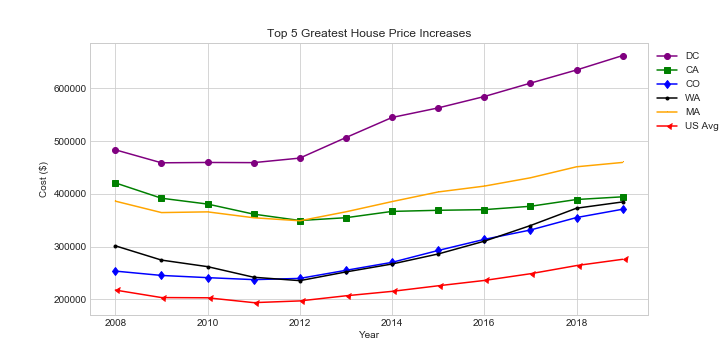 Top 5 Greatest House Price Increases
DC
CA
CO
WA
MA
US Avg
600000
500000
400000
300000
200000
Cost ($)
2008
2010
2012
2014
2016
2018
Year